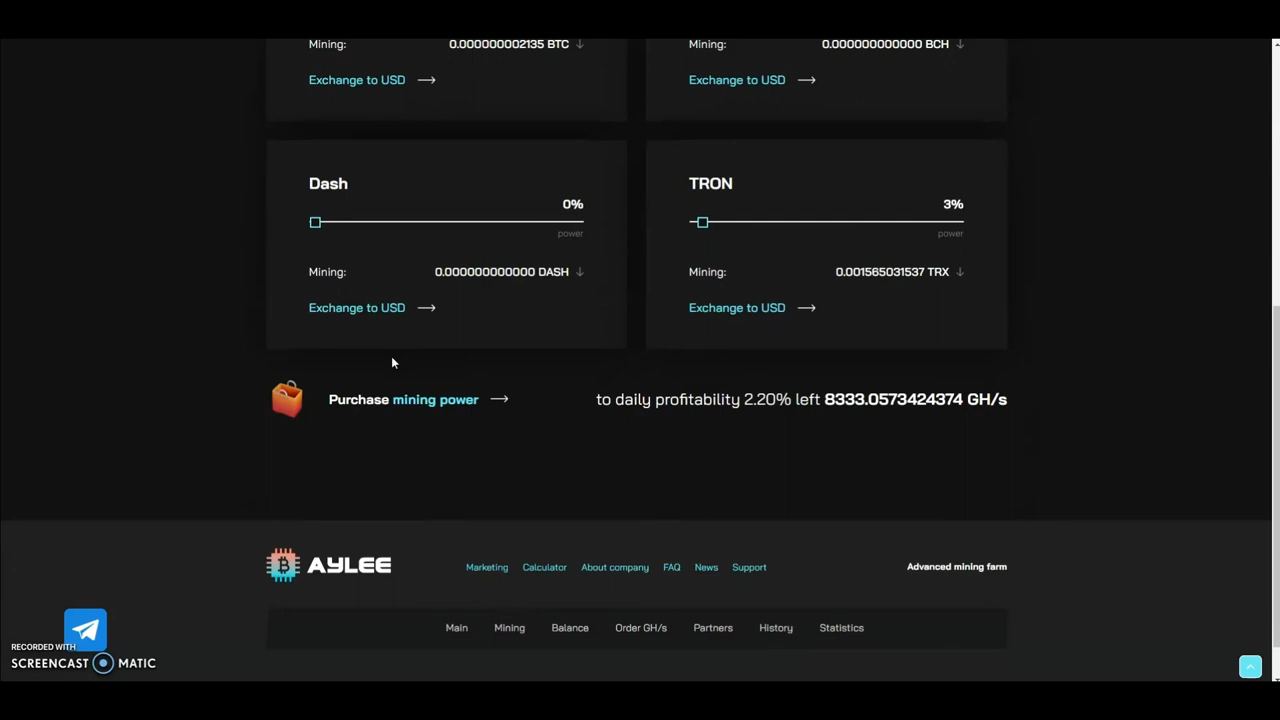 Mining: 0.000000002135 BTC ↓ Mining: 0.000000000000 BCH ↓
Exchange to USD → Exchange to USD →
Dash TRON
0% 3%
power power
Mining: 0.000000000000 DASH ↓ Mining: 0.001565031537 TRX ↓
Exchange to USD → Exchange to USD →
Purchase mining power → to daily profitability 2.20% left 8333.0573424374 GH/s
AYLEE Marketing Calculator About company FAQ News Support Advanced mining farm
Main Mining Balance Order GH/s Partners History Statistics
RECORDED WITH
SCREENCAST MATIC